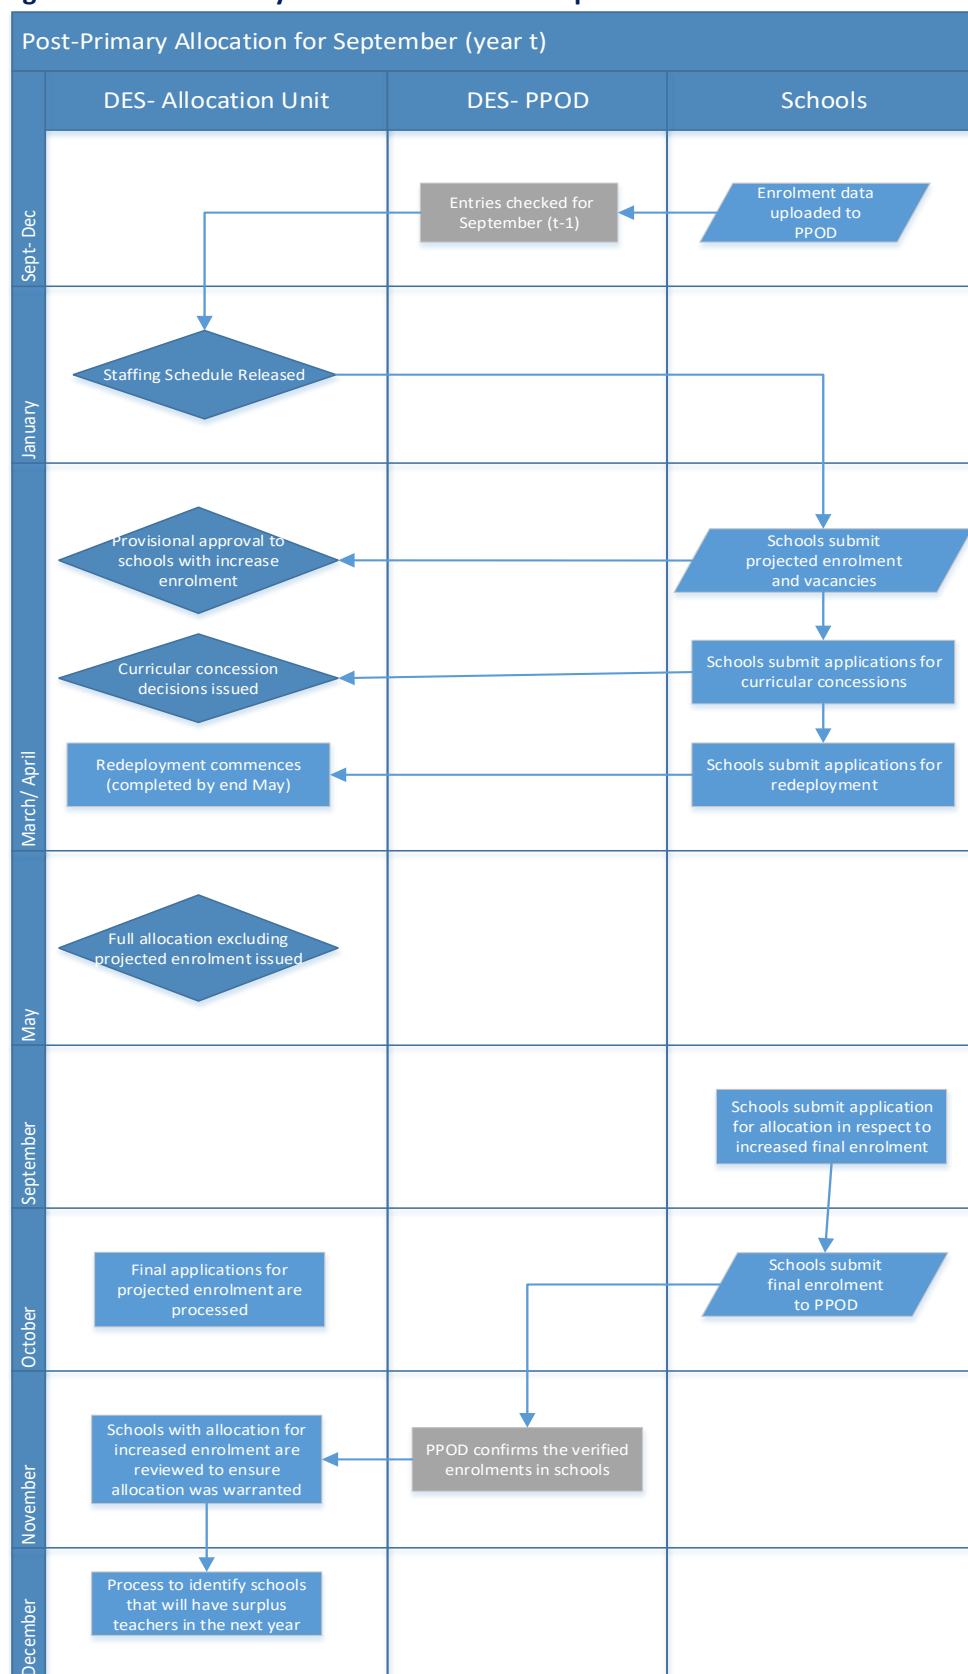 Post-Primary Allocation for September (year t)
DES- Allocation Unit
DES- PPOD
Schools
Sept- Dec
Entries checked for
September (t-1)
Enrolment data
uploaded to
PPOD
January
Staffing Schedule Released
March/ April
Provisional approval to
schools with increase
enrolment
Schools submit
projected enrolment
and vacancies
Curricular concession
decisions issued
Schools submit applications for
curricular concessions
Redeployment commences
(completed by end May)
Schools submit applications for
redeployment
May
Full allocation excluding
projected enrolment issued
September
Schools submit application
for allocation in respect to
increased final enrolment
October
Final applications for
projected enrolment are
processed
Schools submit
final enrolment
to PPOD
November
Schools with allocation for
increased enrolment are
reviewed to ensure
allocation was warranted
PPOD confirms the verified
enrolments in schools
December
Process to identify schools
that will have surplus
teachers in the next year